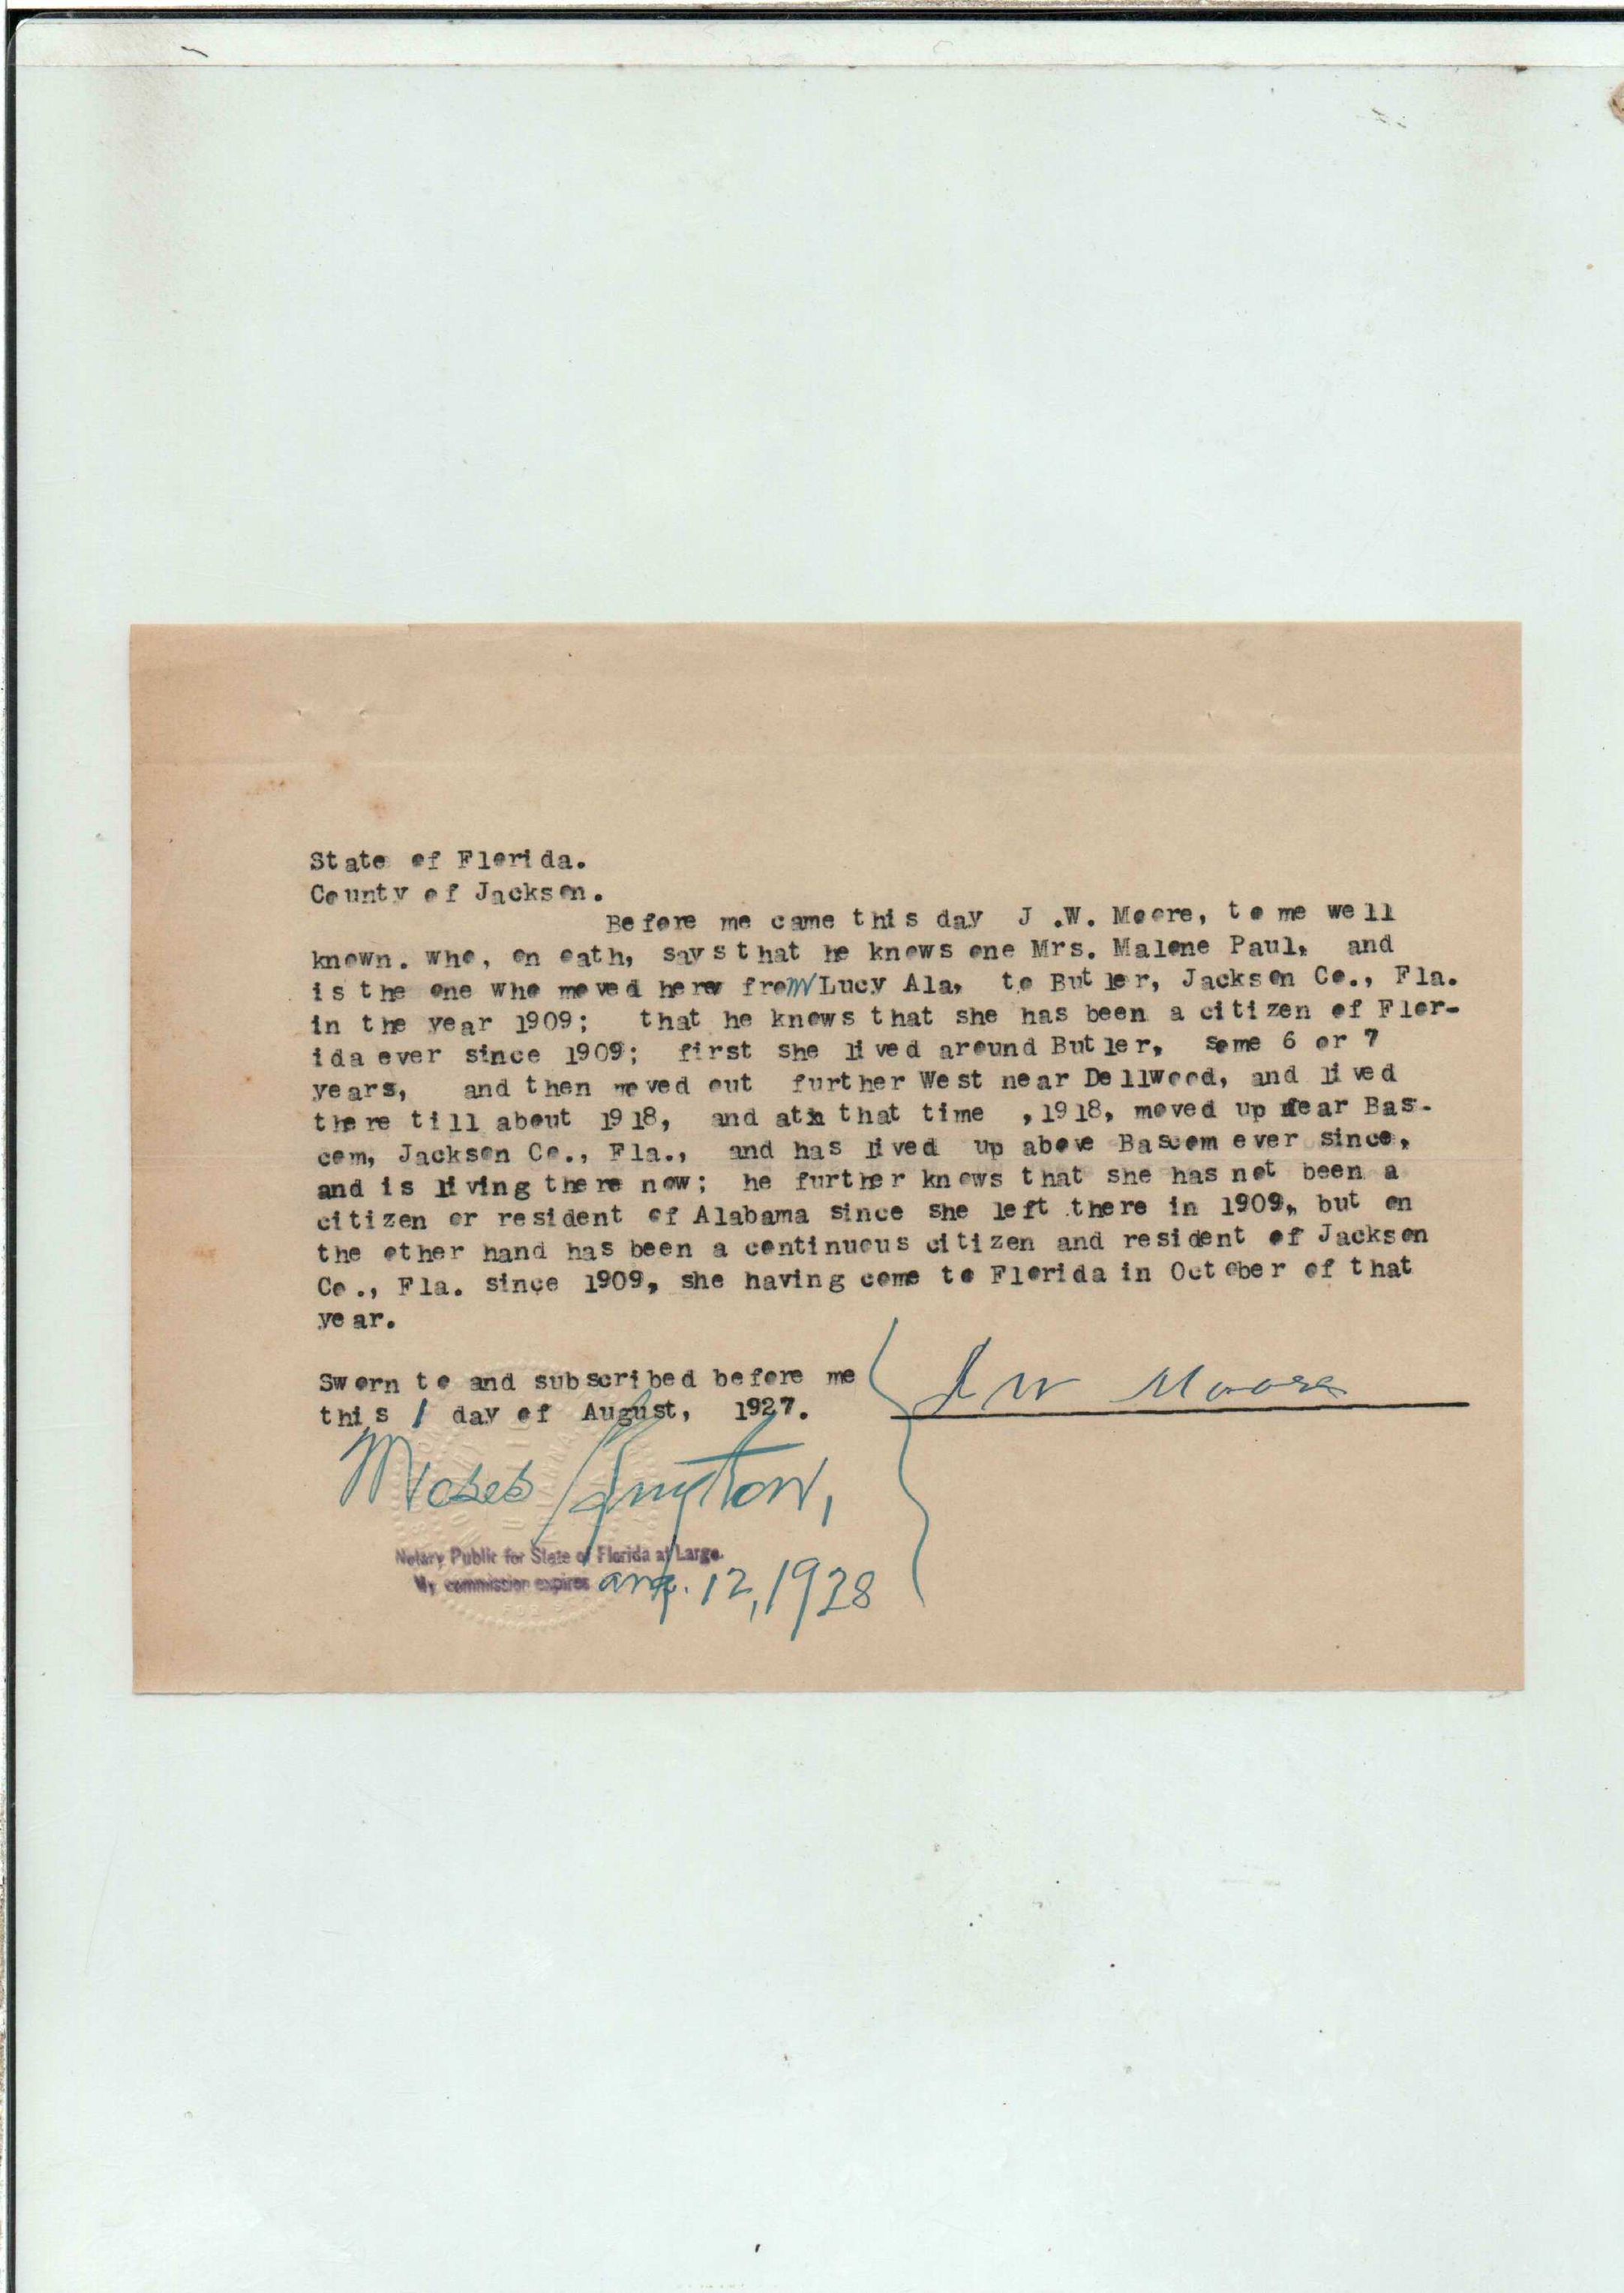 State of Florida.
County of Jackson.
Before me came this day J .W. Moore, to me well
known. who, on oath, says that he knows one Mrs. Malone Paul, and
is the one who moved here from Lucy Ala, to Butler, Jackson Co., Fla.
in the year 1909; that he knows that she has been a citizen of Flor-
ida ever since 1909; first she lived around Butler, some 6 or 7
years, and then moved out further West near Dellwood, and lived
there till about 1918, and at that time , 1918, moved up near Bas-
com, Jackson Co., Fla., and has lived up above Bascom ever since,
and is living there now; he further knows that she has not been a
citizen or resident of Alabama since she left there in 1909, but on
the other hand has been a continuous citizen and resident of Jackson
Co., Fla. since 1909, she having come to Florida in October of that
year.
Sworn to and subscribed before me
this 1 day of August, 1927.
J W Moore
Moses
Notary Public for State of Florida at Large.
My commission expires Aug. 12, 1928